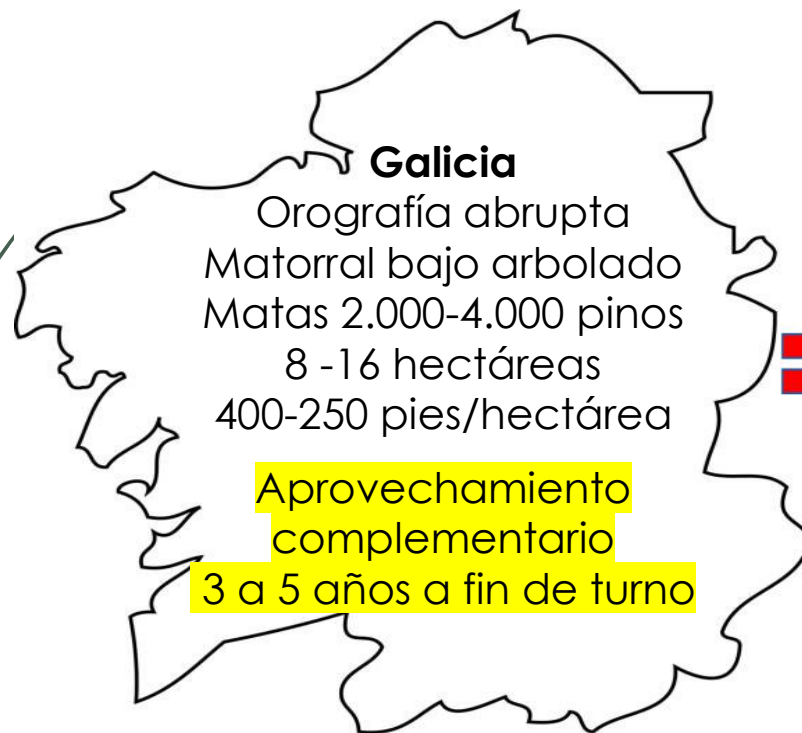 Galicia
Orografía abrupta
Matorral bajo arbolado
Matas 2.000-4.000 pinos
8 -16 hectáreas
400-250 pies/hectárea
Aprovechamiento
complementario
3 a 5 años a fin de turno